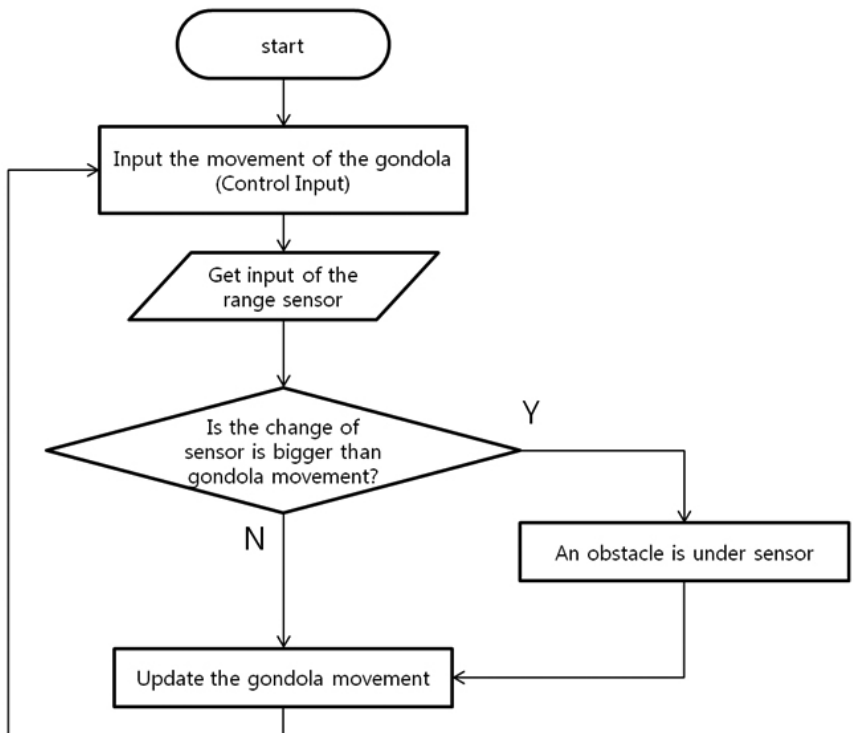 start
Input the movement of the gondola
(Control Input)
Get input of the
range sensor
Is the change of
sensor is bigger than
gondola movement?
Y
N
An obstacle is under sensor
Update the gondola movement